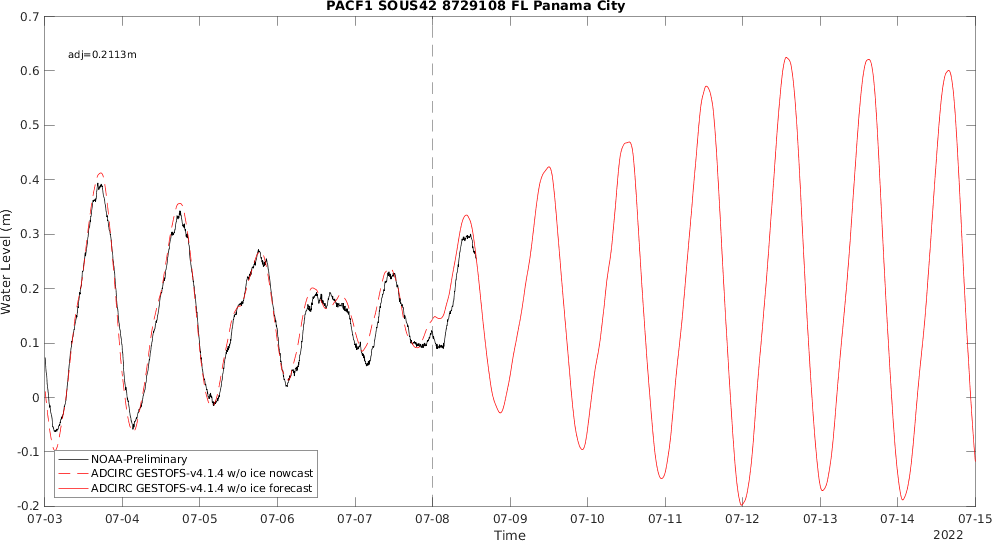 PACF1 SOUS42 8729108 FL Panama City
adj=0.2113m
0.7
0.6
0.5
0.4
0.3
0.2
0.1
0
-0.1
-0.2
Water Level (m)
NOAA-Preliminary
ADCIRC GESTOFS-v4.1.4 w/o ice nowcast
ADCIRC GESTOFS-v4.1.4 w/o ice forecast
07-03 07-04 07-05 07-06 07-07 07-08 07-09 07-10 07-11 07-12 07-13 07-14 07-15
Time
2022